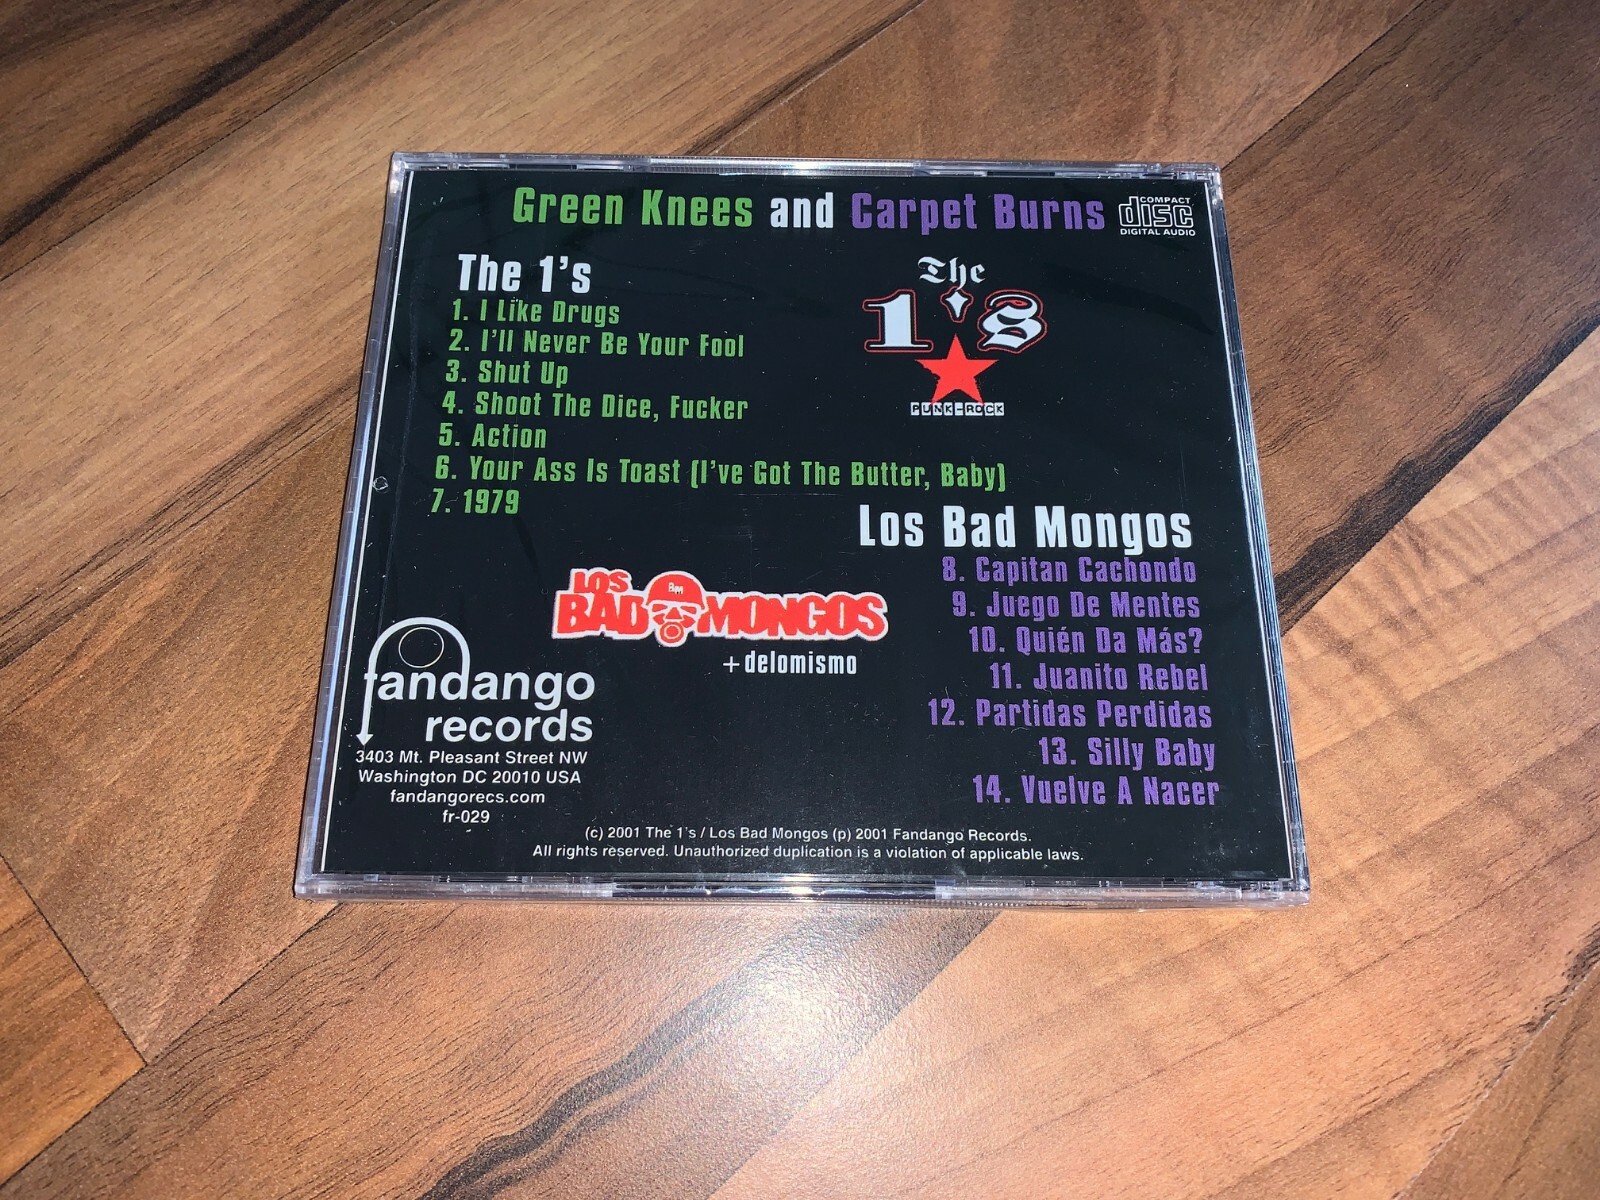 Green Knees and Carpet Burns
COMPACT
disc
DIGITAL AUDIO
The 1's
1. I Like Drugs
2. I'll Never Be Your Fool
3. Shut Up
4. Shoot The Dice, Fucker
5. Action
6. Your Ass Is Toast (I've Got The Butter, Baby)
7. 1979
The
1's
PUNK-ROCK
Los Bad Mongos
8. Capitan Cachondo
9. Juego De Mentes
10. Quién Da Más?
11. Juanito Rebel
12. Partidas Perdidas
13. Silly Baby
14. Vuelve A Nacer
LOS
BAD MONGOS
BM
+delomismo
fandango
records
3403 Mt. Pleasant Street NW
Washington DC 20010 USA
fandangorecs.com
fr-029
(c) 2001 The 1's / Los Bad Mongos (p) 2001 Fandango Records.
All rights reserved. Unauthorized duplication is a violation of applicable laws.